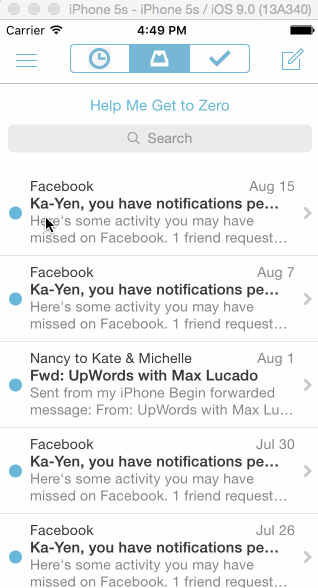 iPhone 5s - iPhone 5s / iOS 9.0 (13A340)
Carrier 4:49 PM
Help Me Get to Zero
Search
Facebook Aug 15
Ka-Yen, you have notifications pe...
Here's some activity you may have
missed on Facebook. 1 friend request...
Facebook Aug 7
Ka-Yen, you have notifications pe...
Here's some activity you may have
missed on Facebook. 1 friend request...
Nancy to Kate & Michelle Aug 1
Fwd: UpWords with Max Lucado
Sent from my iPhone Begin forwarded
message: From: UpWords with Max Lu...
Facebook Jul 30
Ka-Yen, you have notifications pe...
Here's some activity you may have
missed on Facebook. 1 friend request...
Facebook Jul 26
Ka-Yen, you have notifications pe...
Here's some activity you may have
missed on Facebook. 1 friend request...